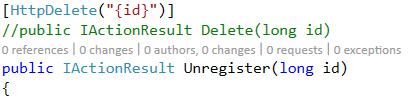 [HttpDelete("{id}")]
//public IActionResult Delete(long id)
0 references | 0 changes | 0 authors, 0 changes | 0 requests | 0 exceptions
public IActionResult Unregister(long id)
{